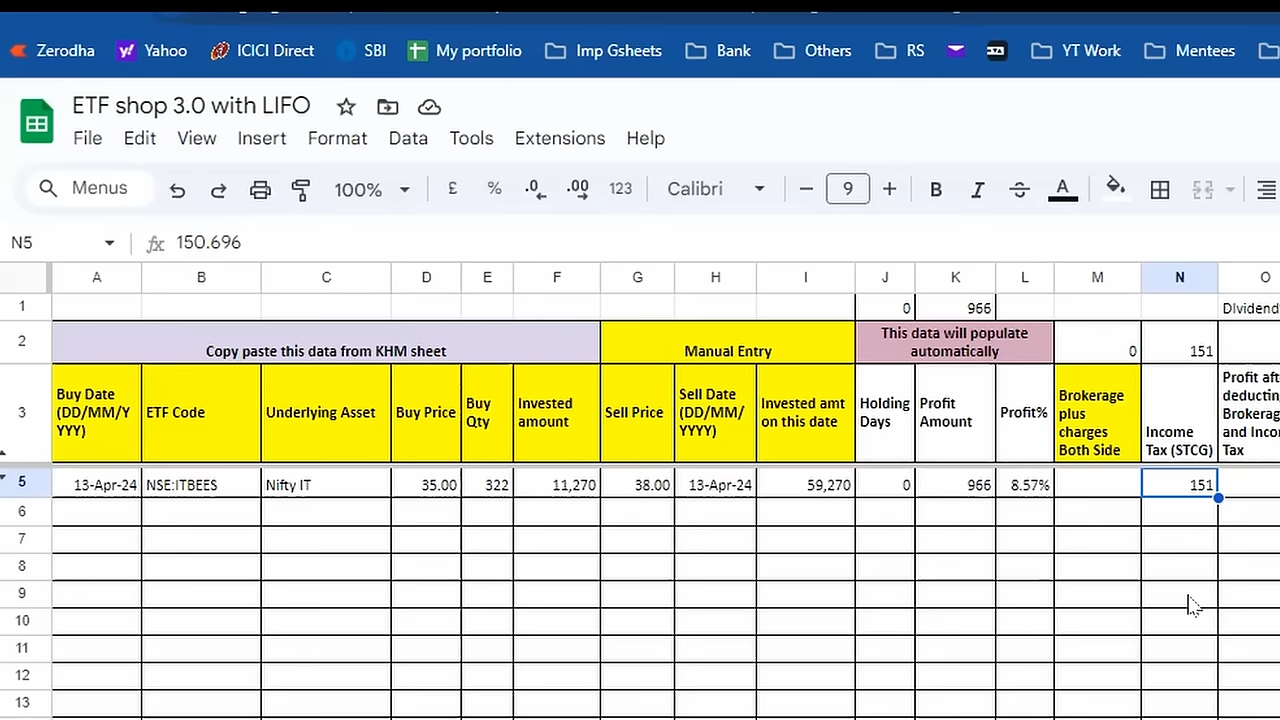 Zerodha Yahoo ICICI Direct SBI My portfolio Imp Gsheets Bank Others RS YT Work Mentees
ETF shop 3.0 with LIFO
File Edit View Insert Format Data Tools Extensions Help
Menus 100% £ % .0 .00 123 Calibri 9 B I A
N5 fx 150.696
A B C D E F G H I J K L M N O
1 0 966 Dividend
2 Copy paste this data from KHM sheet Manual Entry This data will populate automatically 0 151
3 Buy Date (DD/MM/YYYY) ETF Code Underlying Asset Buy Price Buy Qty Invested amount Sell Price Sell Date (DD/MM/YYYY) Invested amt on this date Holding Days Profit Amount Profit% Brokerage plus charges Both Side Income Tax (STCG) Profit aft deducting Brokerag and Incom Tax
5 13-Apr-24 NSE:ITBEES Nifty IT 35.00 322 11,270 38.00 13-Apr-24 59,270 0 966 8.57% 151
6
7
8
9
10
11
12
13